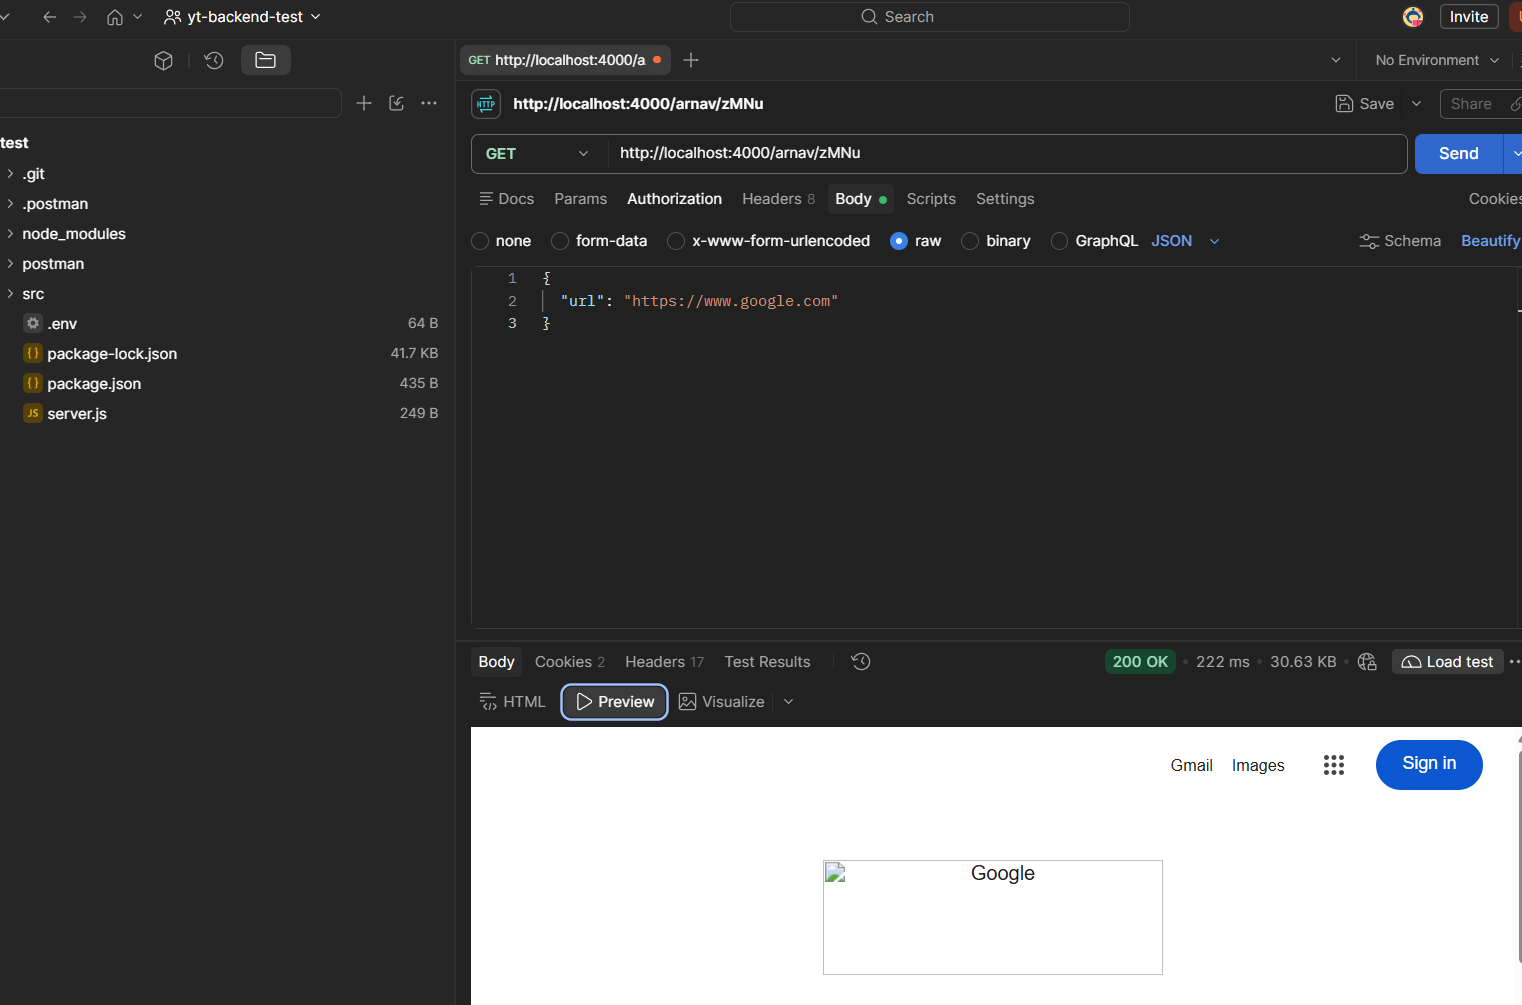 yt-backend-test
Search
Invite
GET http://localhost:4000/a
No Environment
http://localhost:4000/arnav/zMNu
Save
Share
test
GET
http://localhost:4000/arnav/zMNu
Send
.git
.postman
node_modules
postman
src
.env 64 B
package-lock.json 41.7 KB
package.json 435 B
JS server.js 249 B
Docs Params Authorization Headers 8 Body Scripts Settings Cookies
none form-data x-www-form-urlencoded raw binary GraphQL JSON Schema Beautify
1 {
2 "url": "https://www.google.com"
3 }
Body Cookies 2 Headers 17 Test Results 200 OK • 222 ms • 30.63 KB • Load test
HTML Preview Visualize
Gmail Images Sign in
Google